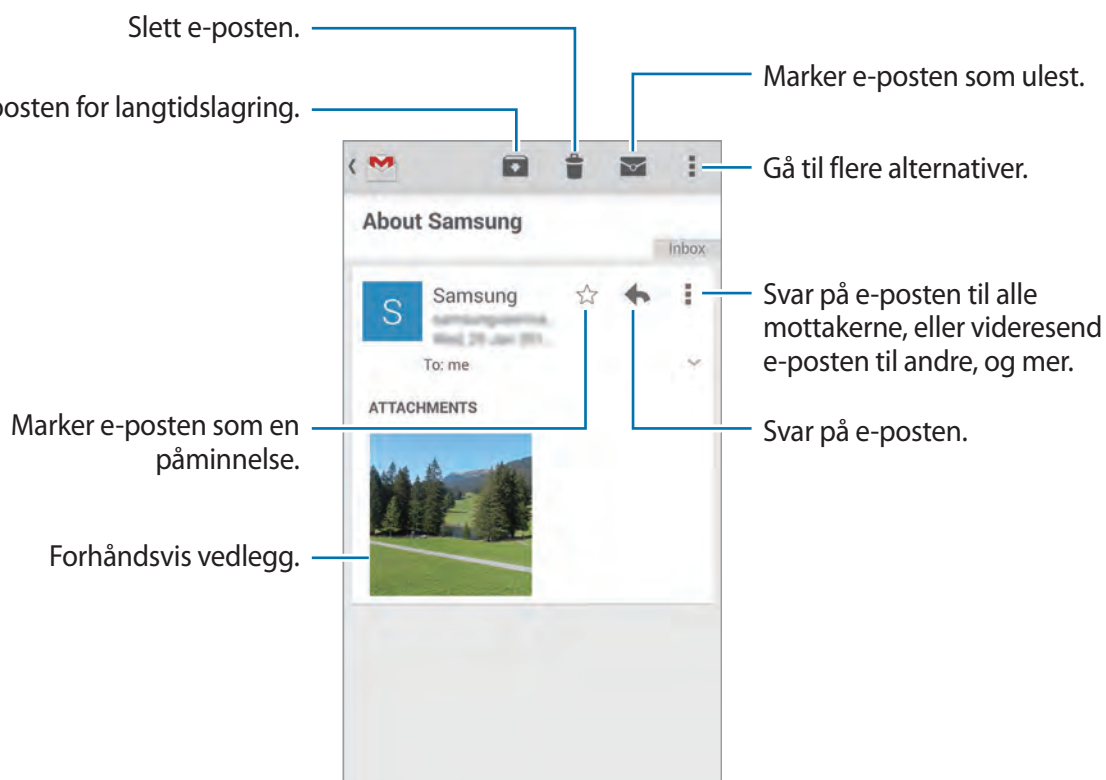 Slett e-posten.
Marker e-posten som ulest.
for langtidslagring.
Gå til flere alternativer.
About Samsung
Inbox
S
Samsung
To: me
Svar på e-posten til alle
mottakerne, eller videresend
e-posten til andre, og mer.
ATTACHMENTS
Marker e-posten som en
påminnelse.
Svar på e-posten.
Forhåndsvis vedlegg.